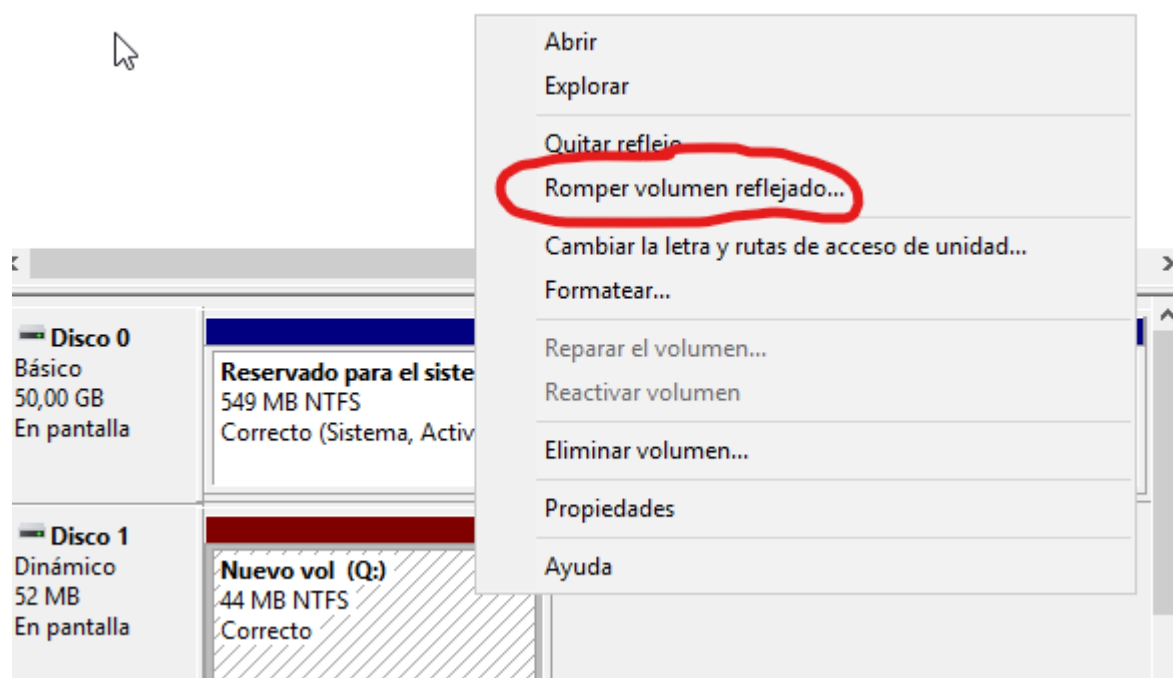 Abrir
Explorar
Quitar reflejo
Romper volumen reflejado...
Cambiar la letra y rutas de acceso de unidad...
Formatear...
Reparar el volumen...
Reactivar volumen
Eliminar volumen...
Propiedades
Ayuda
Disco 0
Básico
50,00 GB
En pantalla
Reservado para el siste
549 MB NTFS
Correcto (Sistema, Activ
Disco 1
Dinámico
52 MB
En pantalla
Nuevo vol (Q:)
44 MB NTFS
Correcto